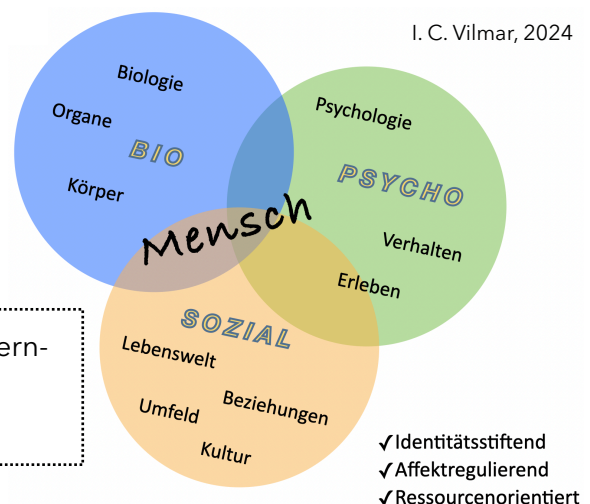 I. C. Vilmar, 2024
Biologie
Organe
BIO
Körper
Psychologie
PSYCHO
Verhalten
Erleben
Mensch
SOZIAL
Lebenswelt
Beziehungen
Umfeld
Kultur
ern-
✓Identitätsstiftend
✓Affektregulierend
✓Ressourcenorientiert